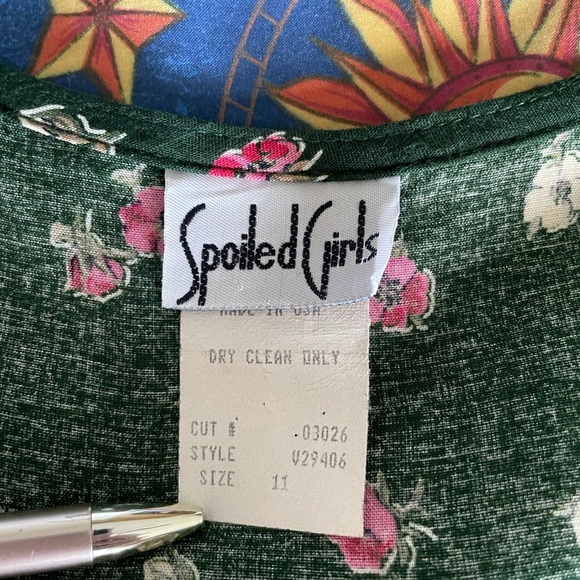 Spoiled Girls
MADE IN USA
DRY CLEAN ONLY
CUT # .03026
STYLE V29406
SIZE 11